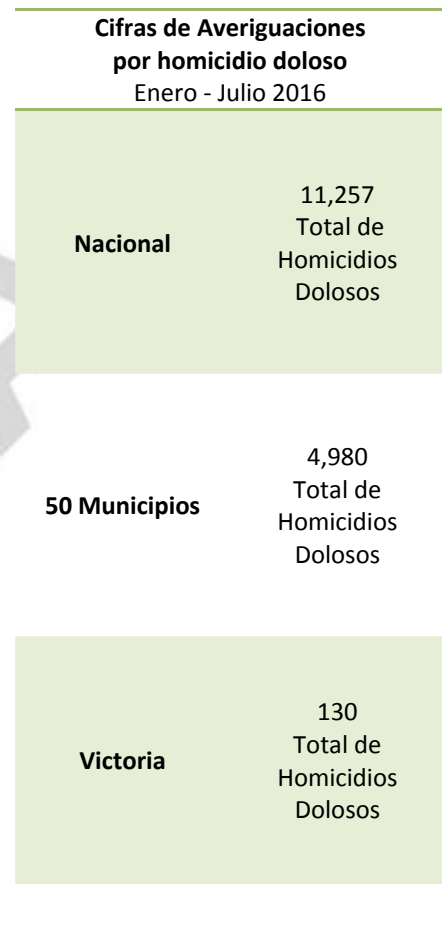 Cifras de Averiguaciones
por homicidio doloso
Enero - Julio 2016
Nacional
11,257
Total de
Homicidios
Dolosos
50 Municipios
4,980
Total de
Homicidios
Dolosos
Victoria
130
Total de
Homicidios
Dolosos